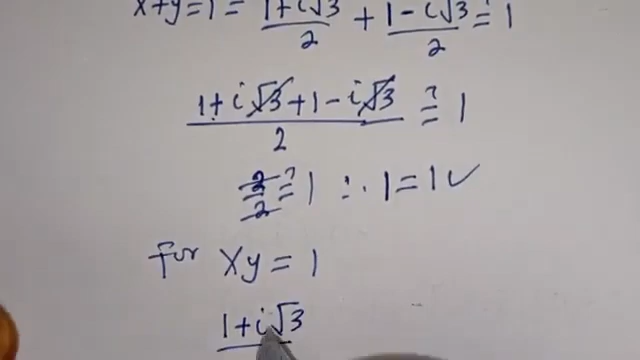 x+y=1 = (1+i√3)/2 + (1-i√3)/2 ≟ 1
(1+i√3+1-i√3)/2 ≟ 1
2/2 ≟ 1 ∴ 1=1 ✓
For xy = 1
1+i√3